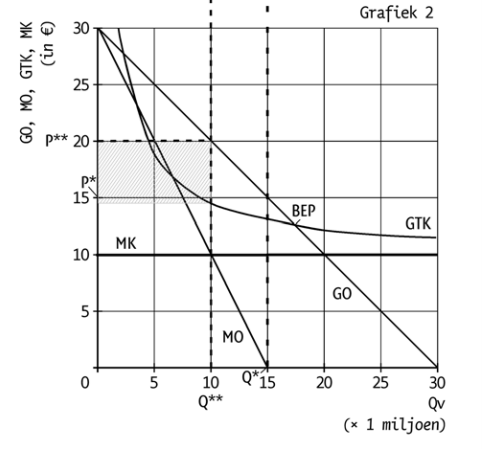 Grafiek 2
GO, MO, GTK, MK
(in €)
30
25
P** 20
P*
15
BEP
GTK
MK
10
GO
5
MO
0 5 10 Q* 15 20 25 30
Q** Qv
(× 1 miljoen)